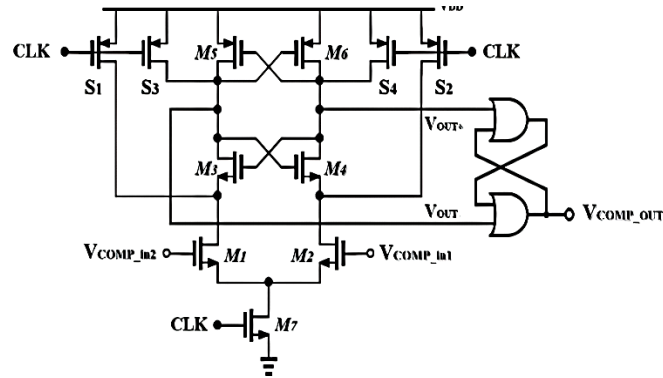 VDD
CLK
S1
S3
M5
M6
S4
S2
CLK
M3
M4
VOUT+
VOUT
VCOMP_OUT
VCOMP_in2
M1
M2
VCOMP_in1
CLK
M7